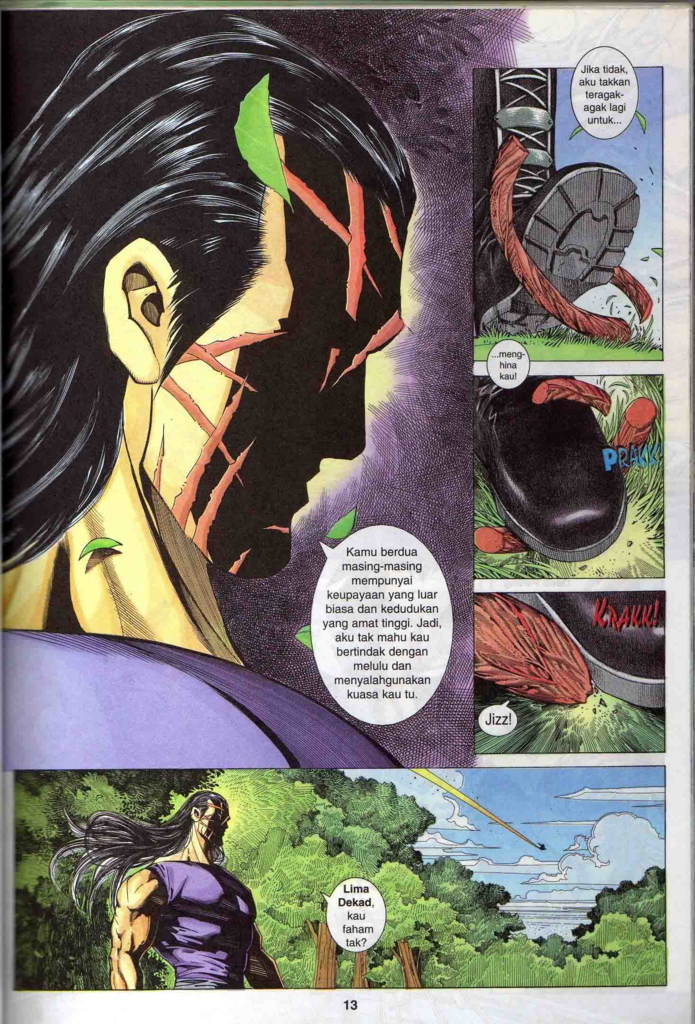 Kamu berdua
masing-masing
mempunyai
keupayaan yang luar
biasa dan kedudukan
yang amat tinggi. Jadi,
aku tak mahu kau
bertindak dengan
melulu dan
menyalahgunakan
kuasa kau tu.
Jika tidak,
aku takkan
teragak-
agak lagi
untuk...
...meng-
hina
kau!
PRAKK!
KRAKK!
Jizz!
Lima
Dekad,
kau
faham
tak?
13